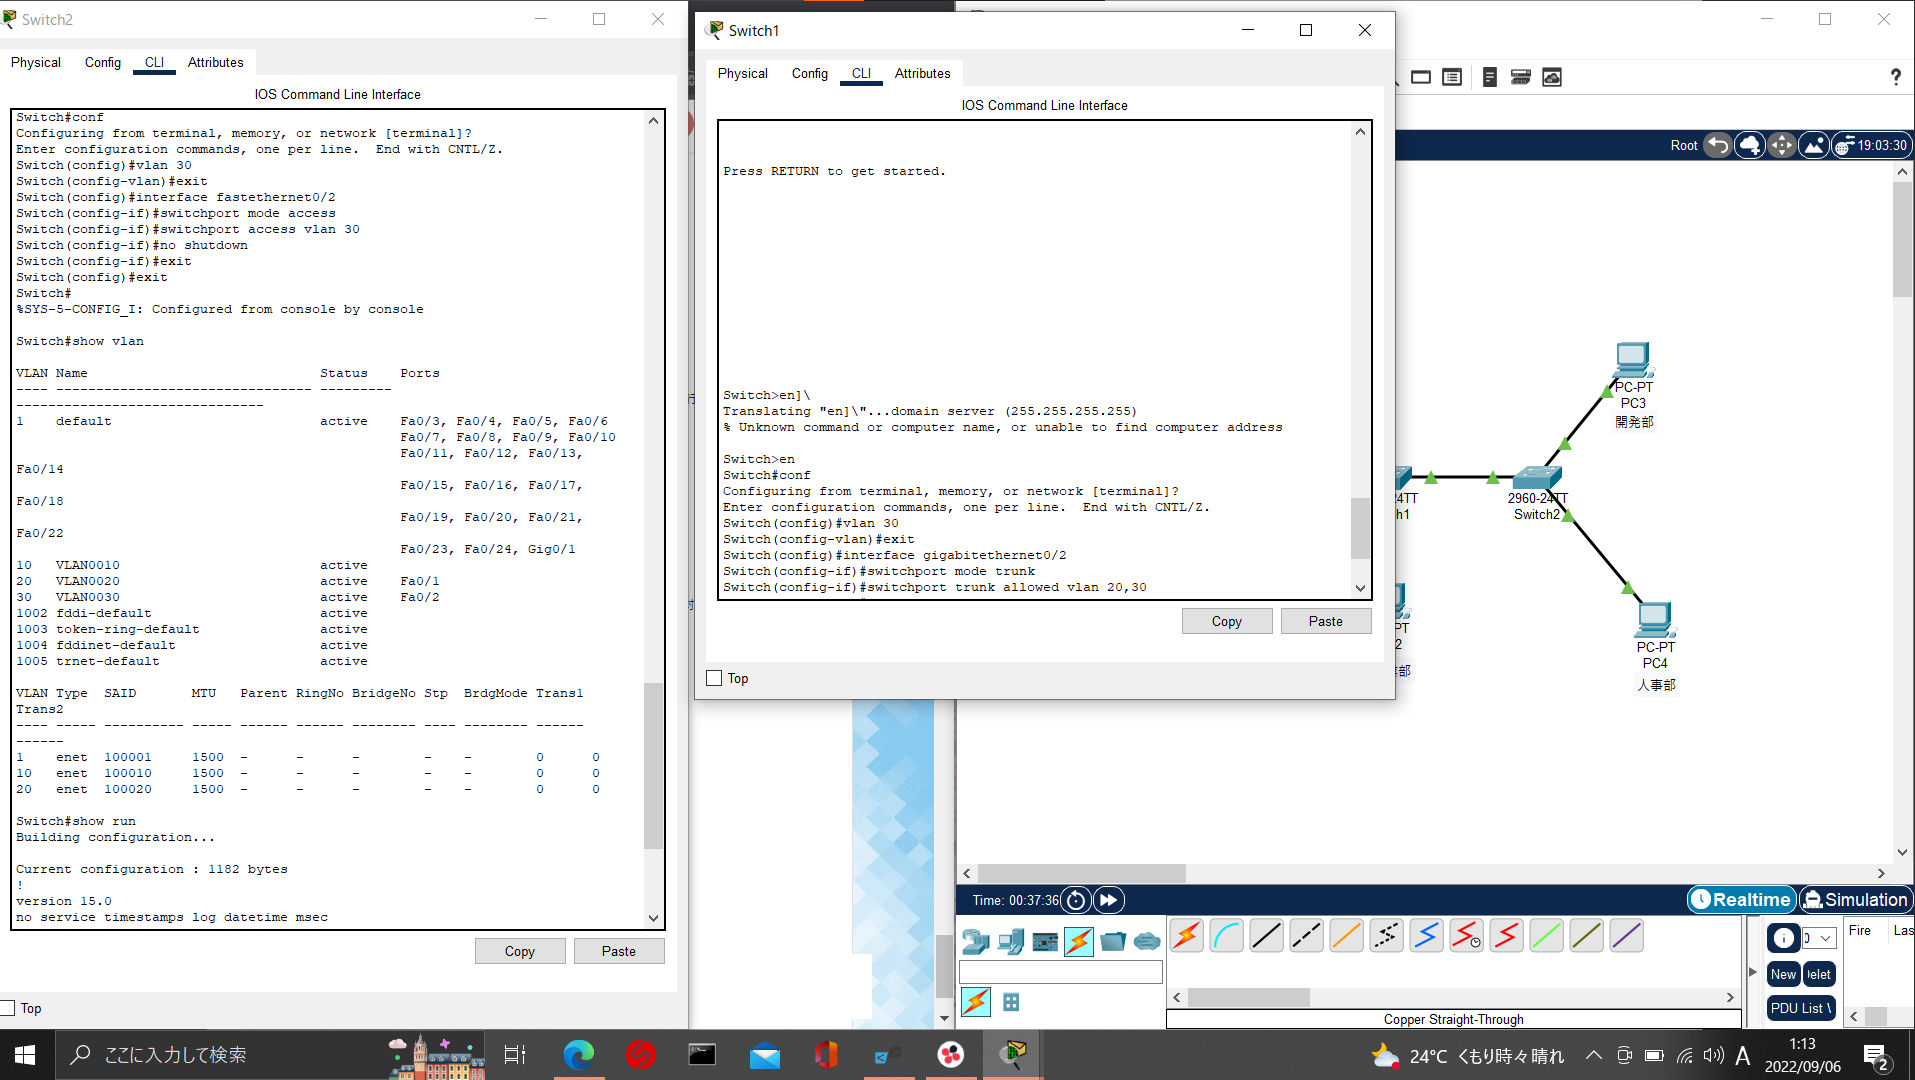 Switch2
Physical Config CLI Attributes
IOS Command Line Interface
Switch#conf
Configuring from terminal, memory, or network [terminal]?
Enter configuration commands, one per line.  End with CNTL/Z.
Switch(config)#vlan 30
Switch(config-vlan)#exit
Switch(config)#interface fastethernet0/2
Switch(config-if)#switchport mode access
Switch(config-if)#switchport access vlan 30
Switch(config-if)#no shutdown
Switch(config-if)#exit
Switch(config)#exit
Switch#
%SYS-5-CONFIG_I: Configured from console by console
Switch#show vlan
VLAN Name                             Status    Ports
---- -------------------------------- ---------
-------------------------------
1    default                          active    Fa0/3, Fa0/4, Fa0/5, Fa0/6
Fa0/7, Fa0/8, Fa0/9, Fa0/10
Fa0/11, Fa0/12, Fa0/13,
Fa0/14
Fa0/15, Fa0/16, Fa0/17,
Fa0/18
Fa0/19, Fa0/20, Fa0/21,
Fa0/22
Fa0/23, Fa0/24, Gig0/1
10   VLAN0010                         active
20   VLAN0020                         active    Fa0/1
30   VLAN0030                         active    Fa0/2
1002 fddi-default                     active
1003 token-ring-default               active
1004 fddinet-default                  active
1005 trnet-default                    active
VLAN Type  SAID       MTU   Parent RingNo BridgeNo Stp  BrdgMode Trans1
Trans2
---- ----- ---------- ----- ------ ------ -------- ---- -------- ------
------
1    enet  100001     1500  -      -      -        -    -        0      0
10   enet  100010     1500  -      -      -        -    -        0      0
20   enet  100020     1500  -      -      -        -    -        0      0
Switch#show run
Building configuration...
Current configuration : 1182 bytes
!
version 15.0
no service timestamps log datetime msec
Copy Paste
Top
Switch1
Physical Config CLI Attributes
IOS Command Line Interface
Press RETURN to get started.
Switch>en]\
Translating "en]\"...domain server (255.255.255.255)
% Unknown command or computer name, or unable to find computer address
Switch>en
Switch#conf
Configuring from terminal, memory, or network [terminal]?
Enter configuration commands, one per line.  End with CNTL/Z.
Switch(config)#vlan 30
Switch(config-vlan)#exit
Switch(config)#interface gigabitethernet0/2
Switch(config-if)#switchport mode trunk
Switch(config-if)#switchport trunk allowed vlan 20,30
Copy Paste
Top
?
Root 19:03:30
PC-PT
PC3
開発部
4TT
h1
2960-24TT
Switch2
PT
2
部
PC-PT
PC4
人事部
Time: 00:37:36
Realtime Simulation
0
Fire Las
New elet
PDU List
Copper Straight-Through
ここに入力して検索
24°C くもり時々晴れ
A
1:13
2022/09/06
2